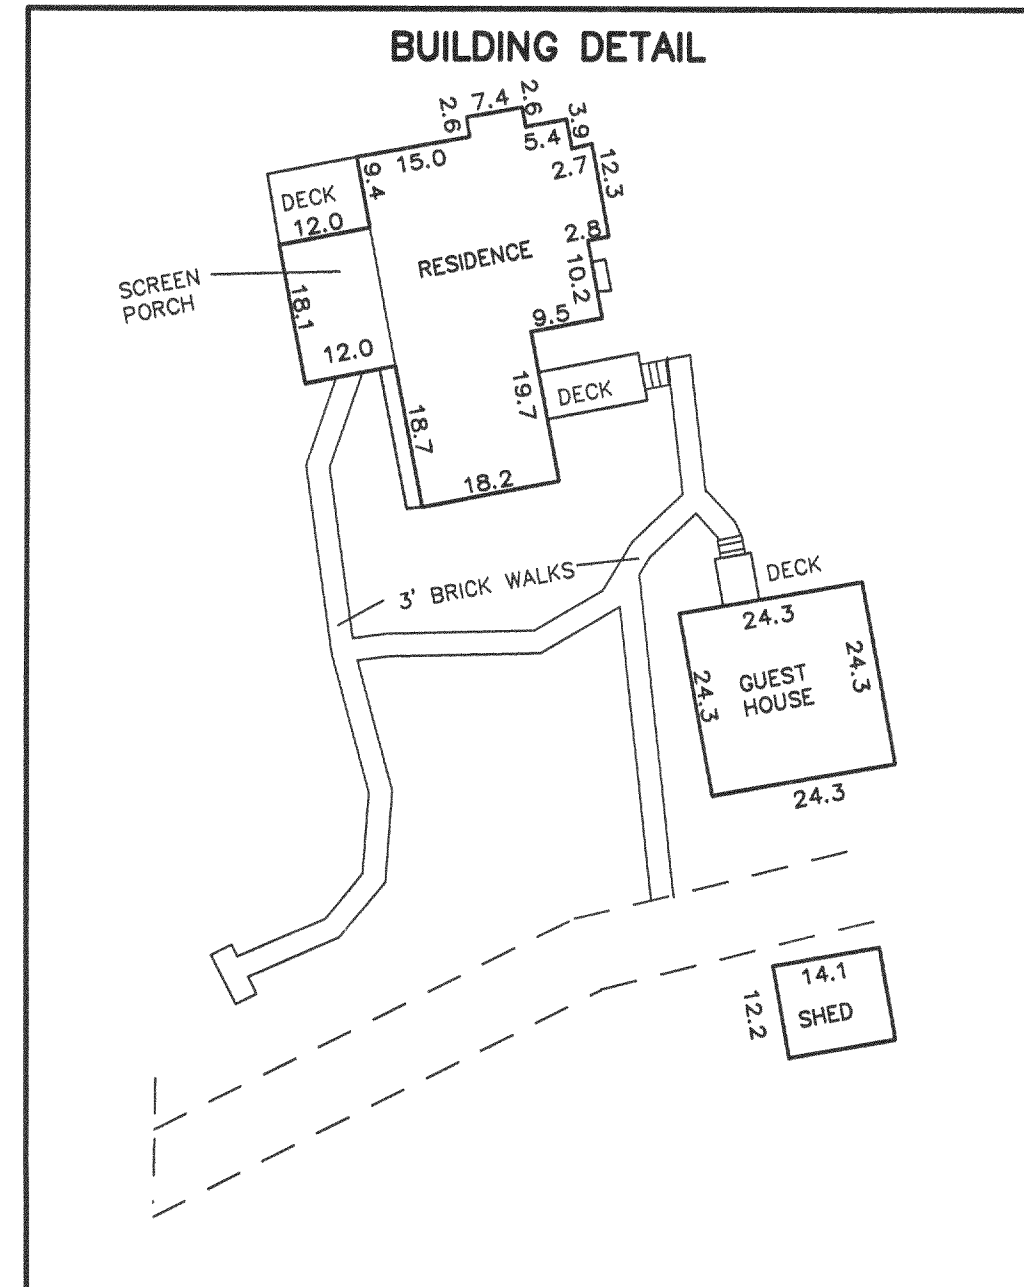 BUILDING DETAIL
2.6
7.4
2.6
3.9
5.4
15.0
2.7
12.3
9.4
DECK
12.0
2.8
RESIDENCE
10.2
SCREEN
PORCH
18.1
9.5
12.0
19.7
DECK
18.7
18.2
3' BRICK WALKS
DECK
24.3
24.3
24.3
GUEST
HOUSE
24.3
14.1
12.2
SHED